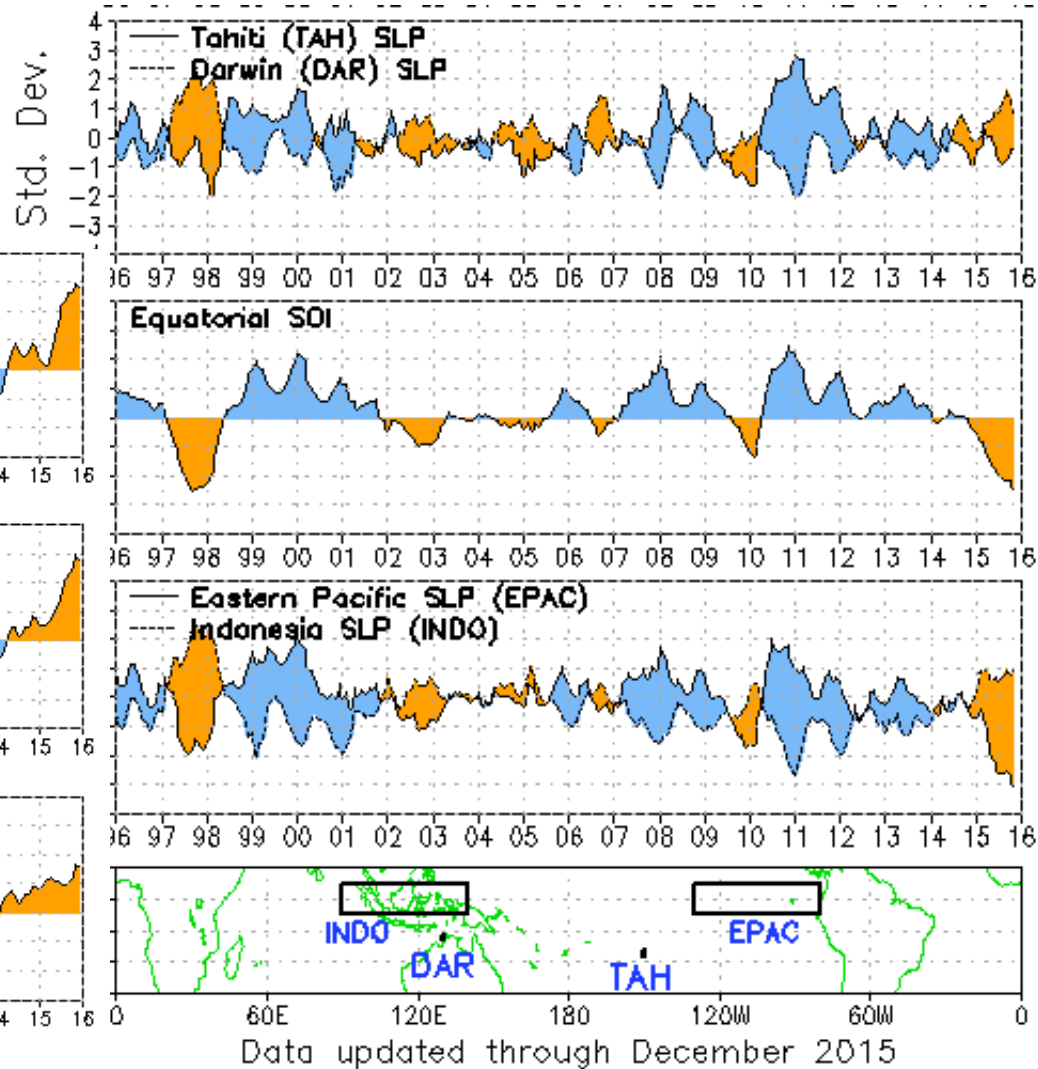 Std. Dev.
4
3
2
1
0
−1
−2
−3
Tahiti (TAH) SLP
Darwin (DAR) SLP
96 97 98 99 00 01 02 03 04 05 06 07 08 09 10 11 12 13 14 15 16
Equatorial SOI
4 15 16
96 97 98 99 00 01 02 03 04 05 06 07 08 09 10 11 12 13 14 15 16
Eastern Pacific SLP (EPAC)
Indonesia SLP (INDO)
4 15 16
96 97 98 99 00 01 02 03 04 05 06 07 08 09 10 11 12 13 14 15 16
INDO
EPAC
DAR
TAH
4 15 16
0 60E 120E 180 120W 60W 0
Data updated through December 2015